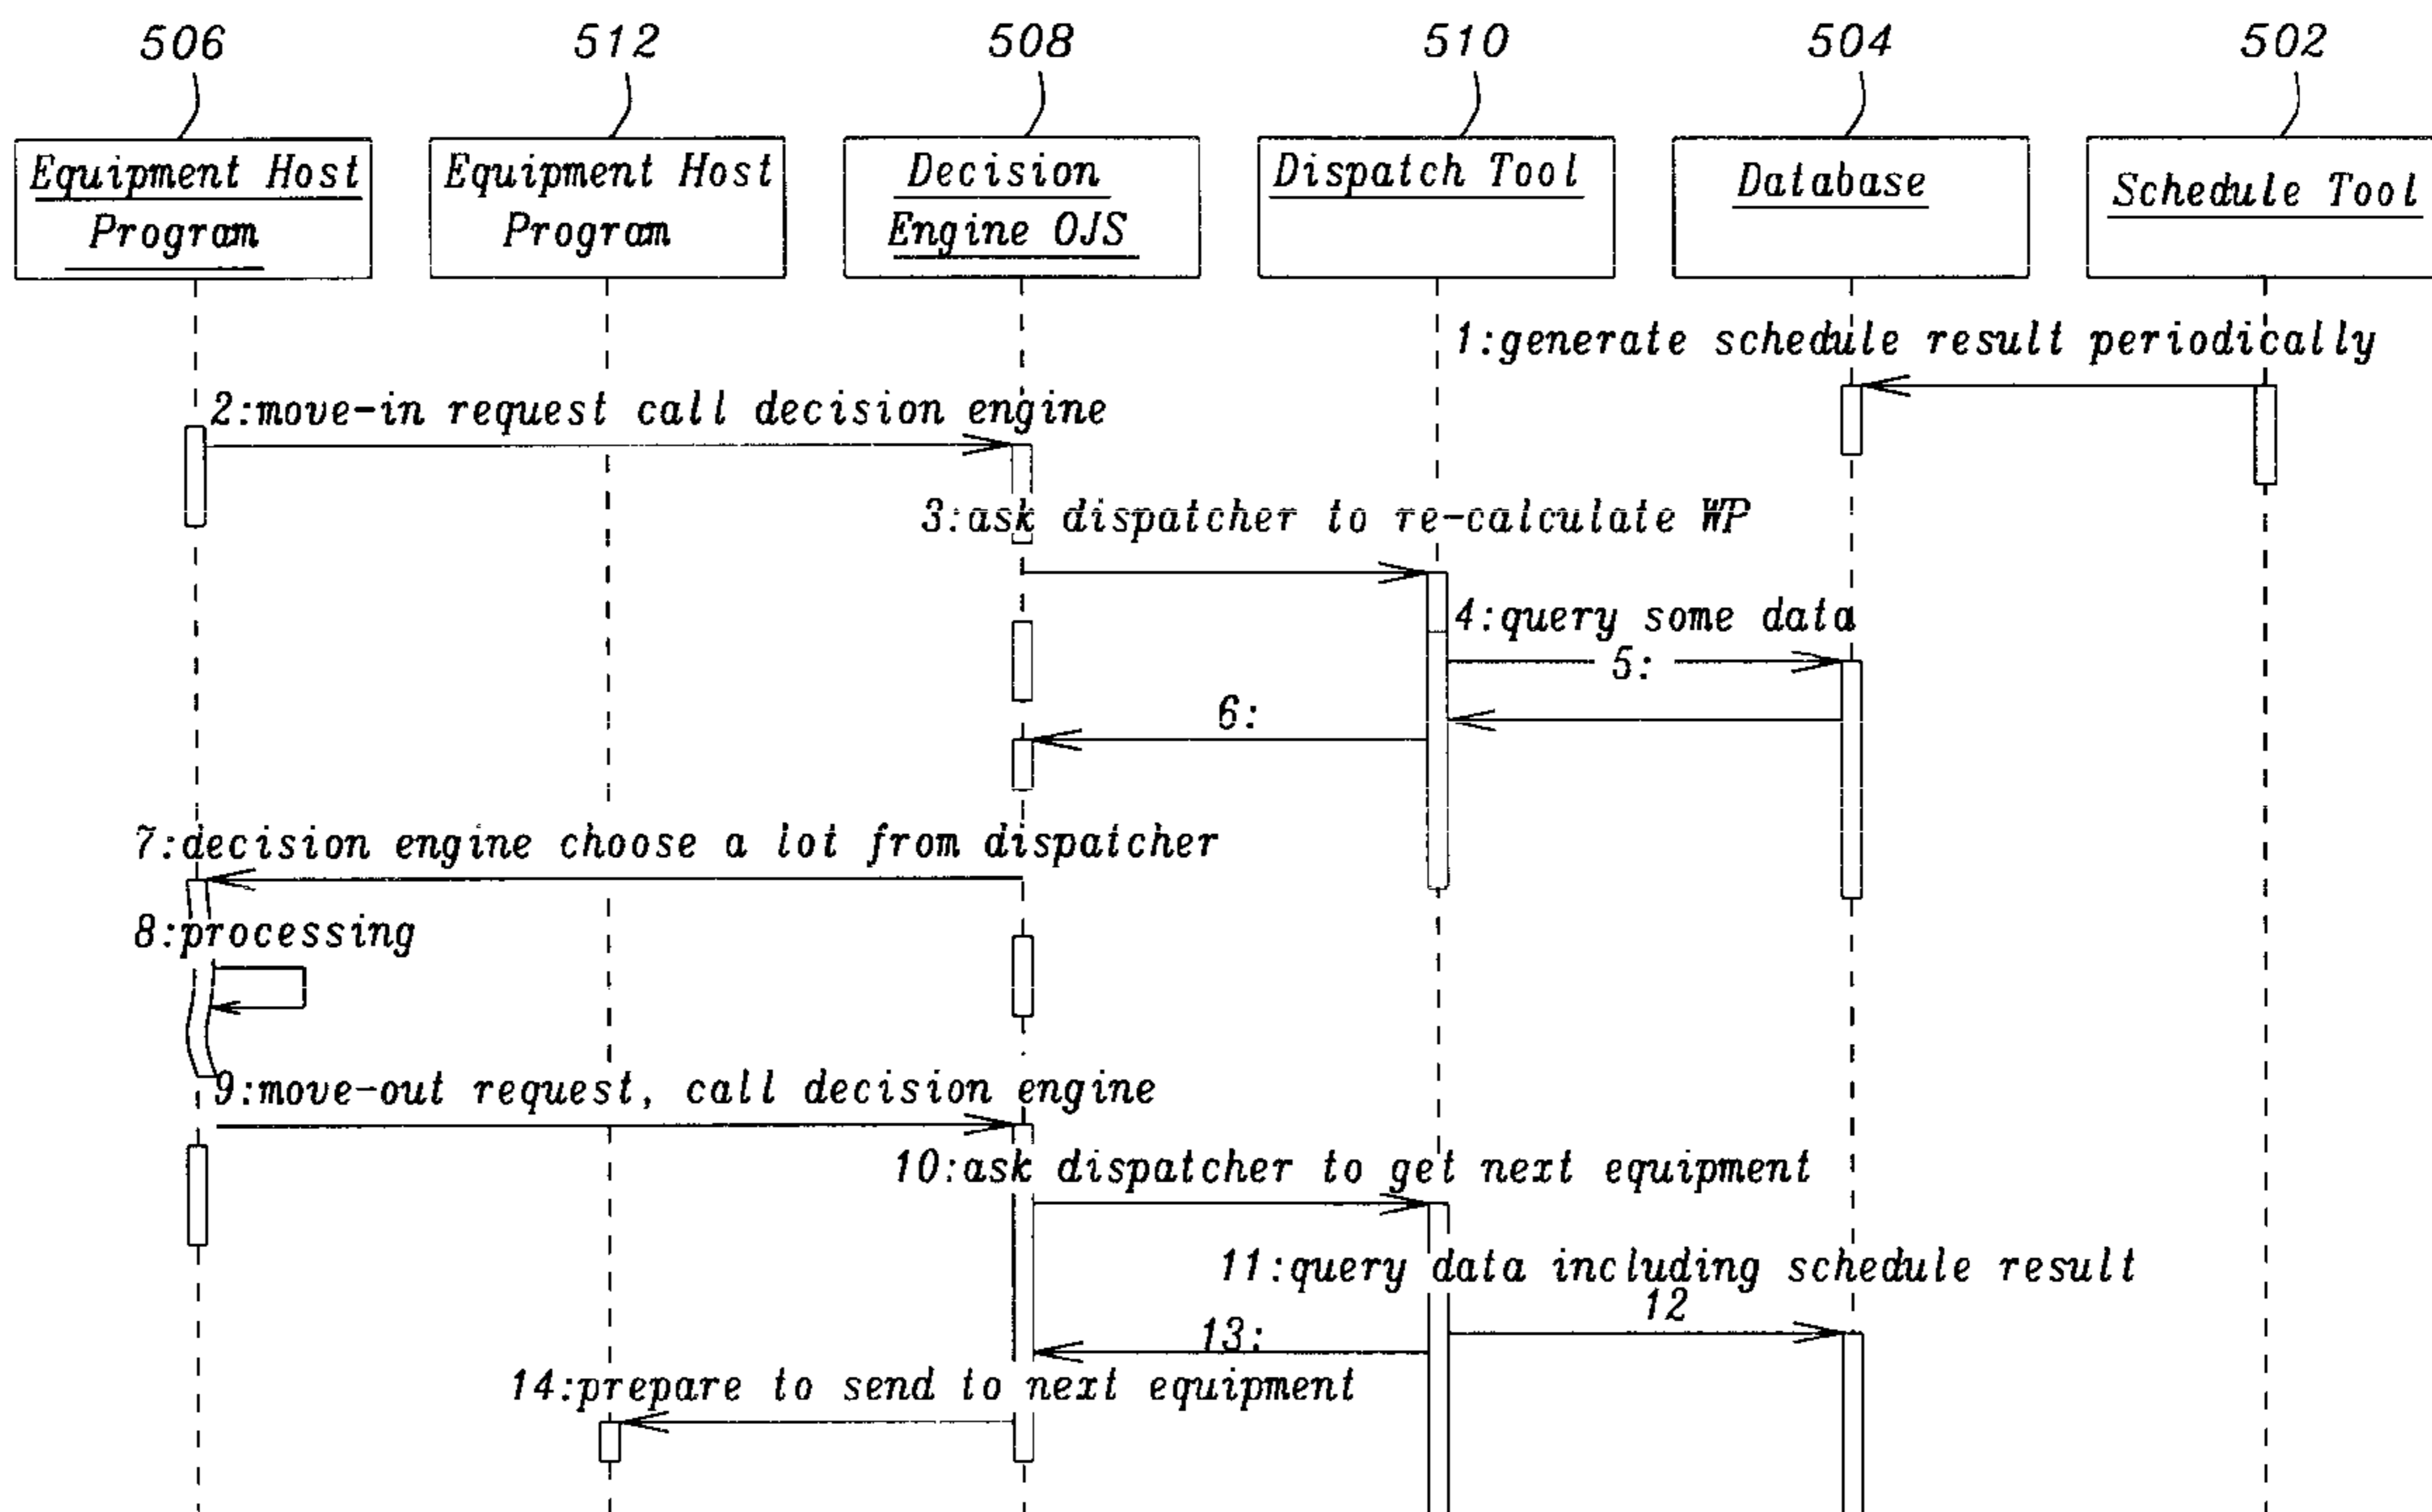 506 512 508 510 504 502
Equipment Host Program
Equipment Host Program
Decision Engine OJS
Dispatch Tool
Database
Schedule Tool
1:generate schedule result periodically
2:move-in request call decision engine
3:ask dispatcher to re-calculate WP
4:query some data
5:
6:
7:decision engine choose a lot from dispatcher
8:processing
9:move-out request, call decision engine
10:ask dispatcher to get next equipment
11:query data including schedule result
12
13:
14:prepare to send to next equipment